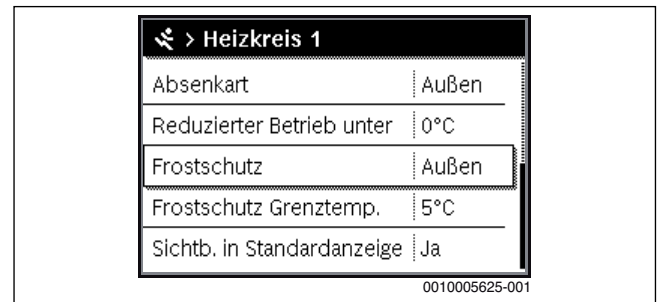 > Heizkreis 1
Absenkart Außen
Reduzierter Betrieb unter 0°C
Frostschutz Außen
Frostschutz Grenztemp. 5°C
Sichtb. in Standardanzeige Ja
0010005625-001